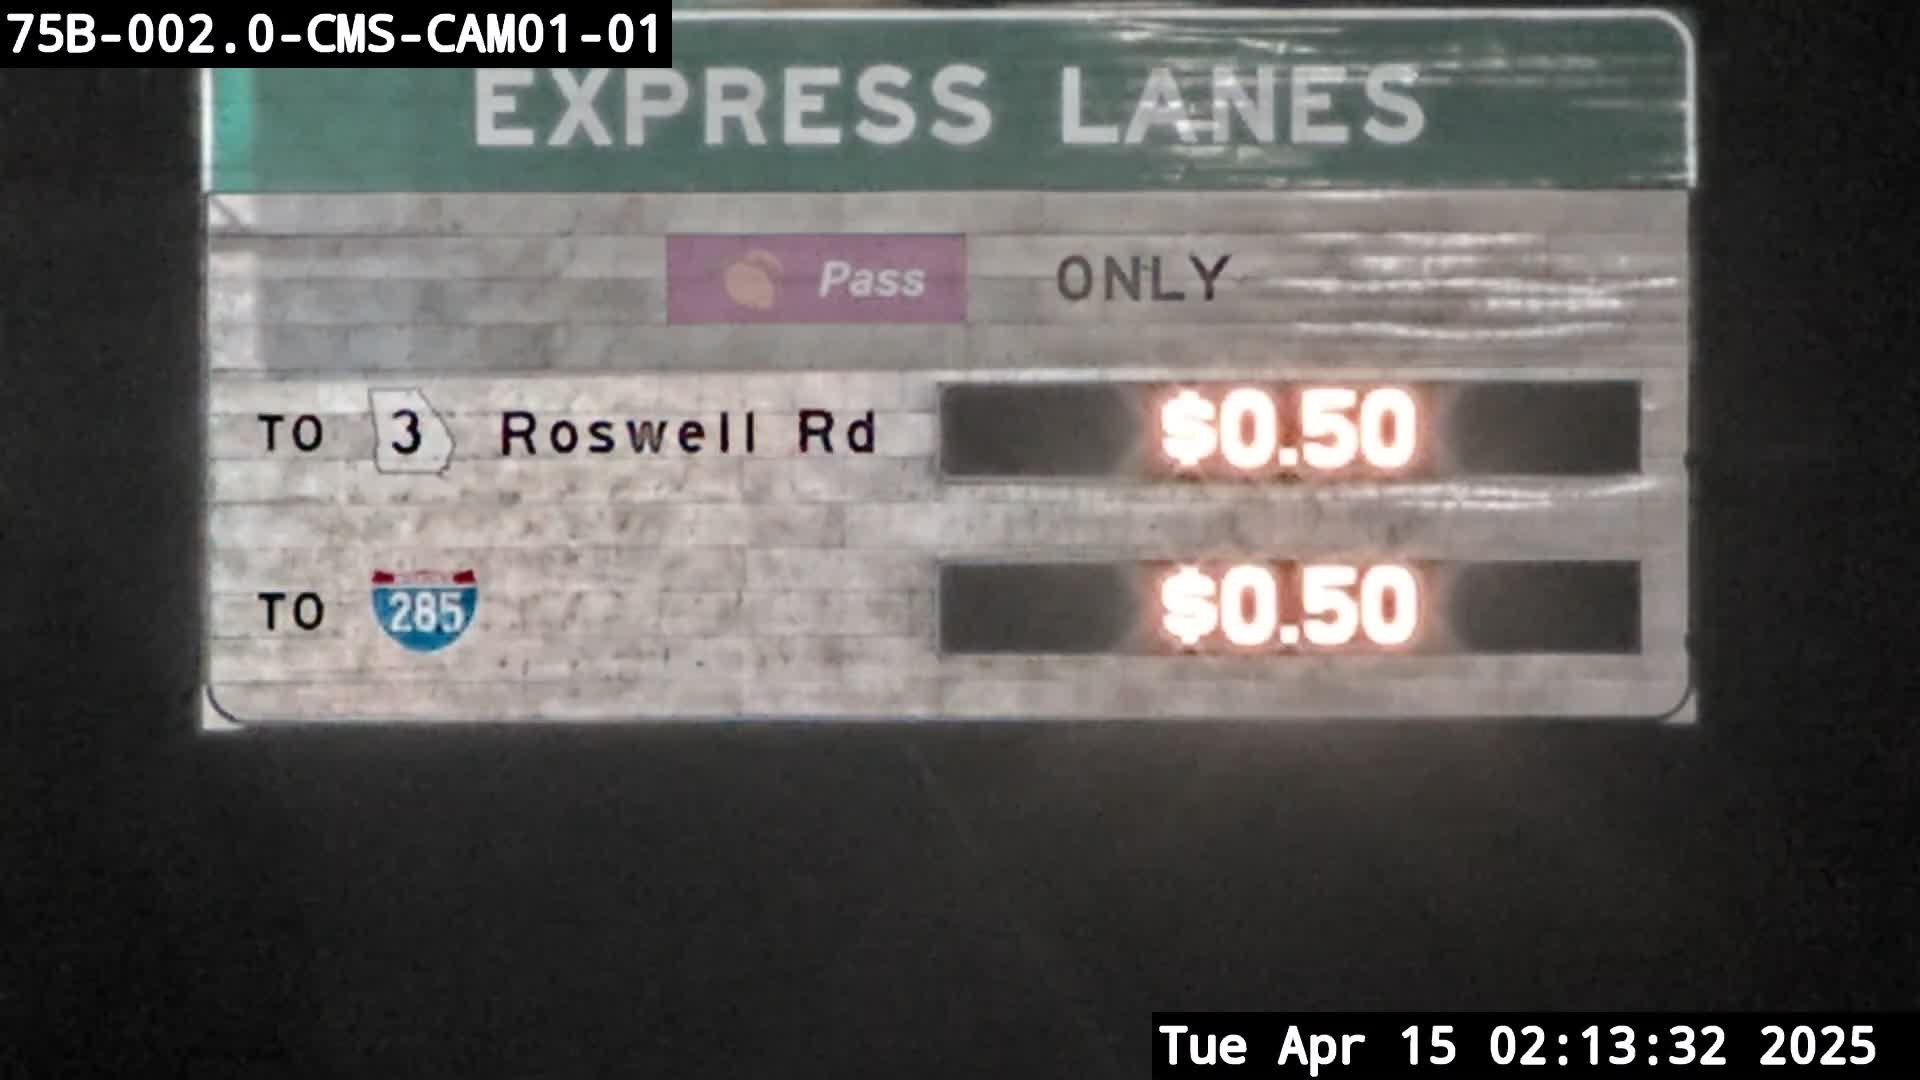 75B-002.0-CMS-CAM01-01
EXPRESS LANES
Pass ONLY
TO 3 Roswell Rd $0.50
TO 285 $0.50
Tue Apr 15 02:13:32 2025